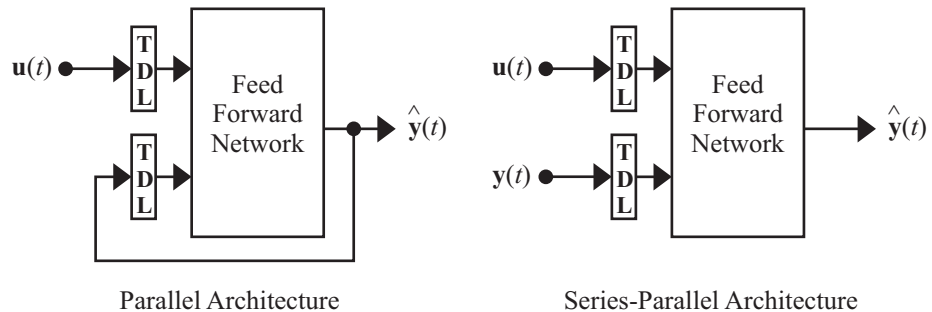 u(t)
T
D
L
T
D
L
Feed
Forward
Network
ŷ(t)
Parallel Architecture
u(t)
y(t)
T
D
L
T
D
L
Feed
Forward
Network
ŷ(t)
Series-Parallel Architecture